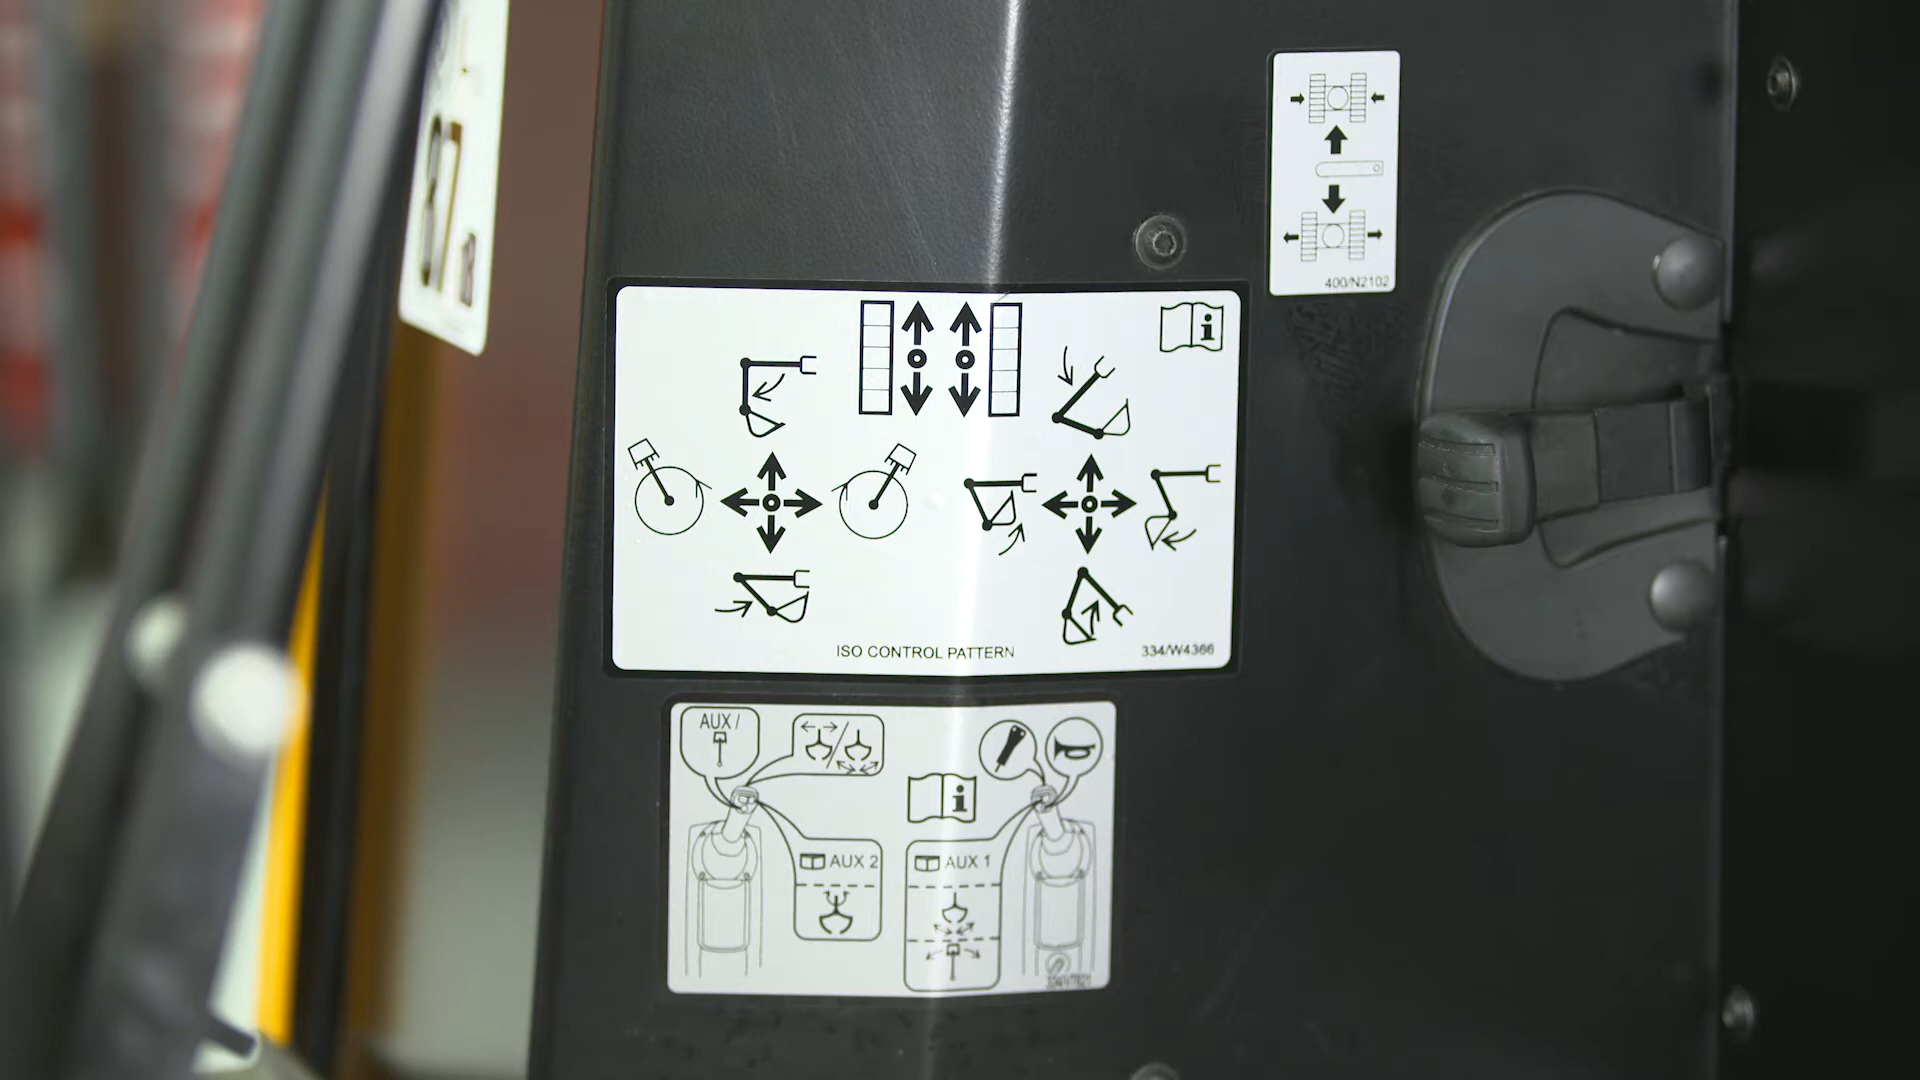 400/N2102
ISO CONTROL PATTERN
334/W4366
AUX /
AUX 2
AUX 1